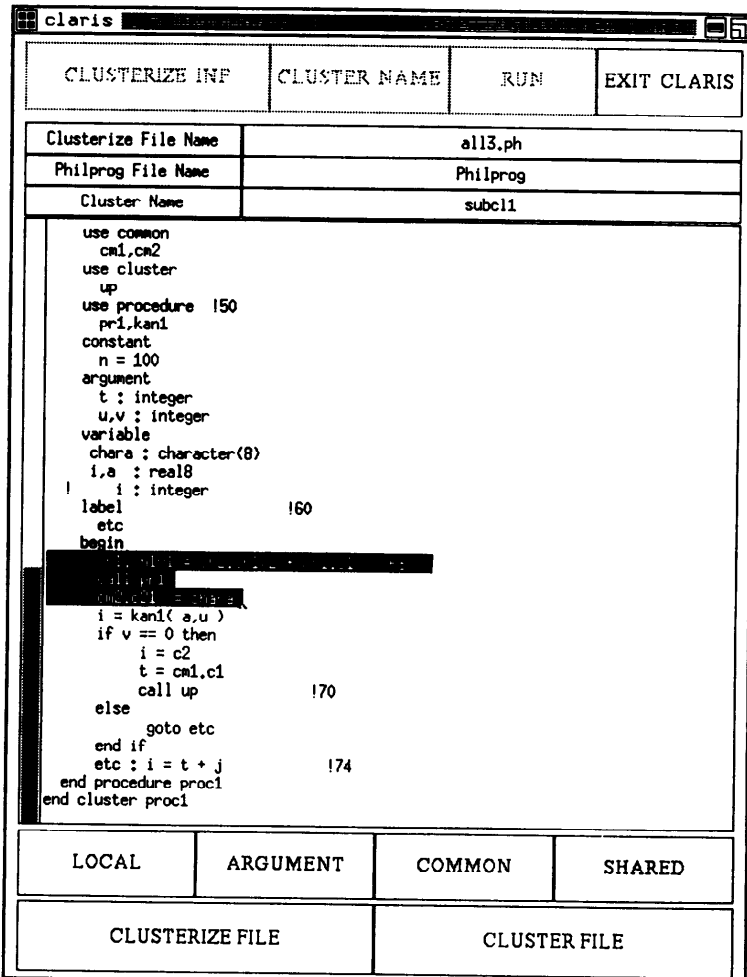 claris
CLUSTERIZE INF CLUSTER NAME RUN EXIT CLARIS
Clusterize File Name all3.ph
Philprog File Name Philprog
Cluster Name subcl1
use common
cm1,cm2
use cluster
up
use procedure !50
pr1,kan1
constant
n = 100
argument
t : integer
u,v : integer
variable
chara : character(8)
i,a : real8
! i : integer
label !60
etc
begin
call pr1
= chara
i = kan1( a,u )
if v == 0 then
i = c2
t = cm1.c1
call up !70
else
goto etc
end if
etc : i = t + j !74
end procedure proc1
end cluster proc1
LOCAL ARGUMENT COMMON SHARED
CLUSTERIZE FILE CLUSTER FILE